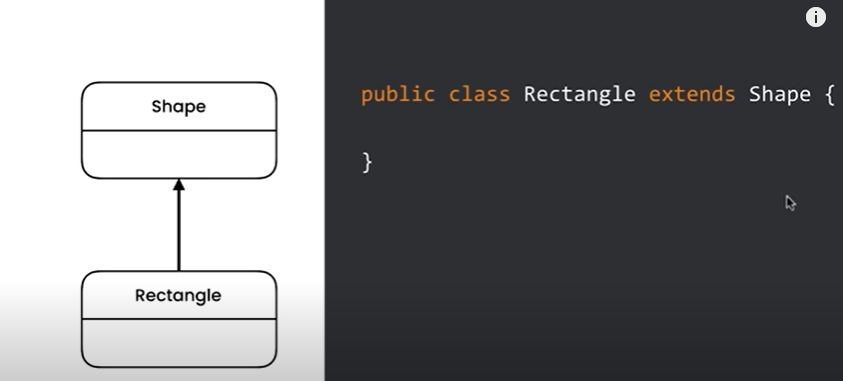 Shape
Rectangle
public class Rectangle extends Shape {
}
i